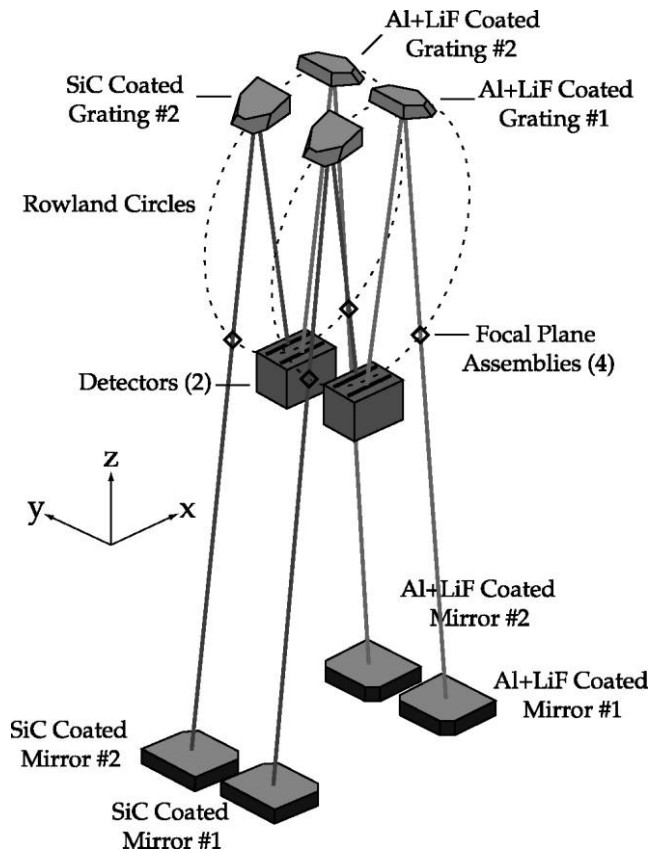 Al+LiF Coated
Grating #2
SiC Coated
Grating #2
Al+LiF Coated
Grating #1
Rowland Circles
Focal Plane
Assemblies (4)
Detectors (2)
z
y
x
Al+LiF Coated
Mirror #2
Al+LiF Coated
Mirror #1
SiC Coated
Mirror #2
SiC Coated
Mirror #1